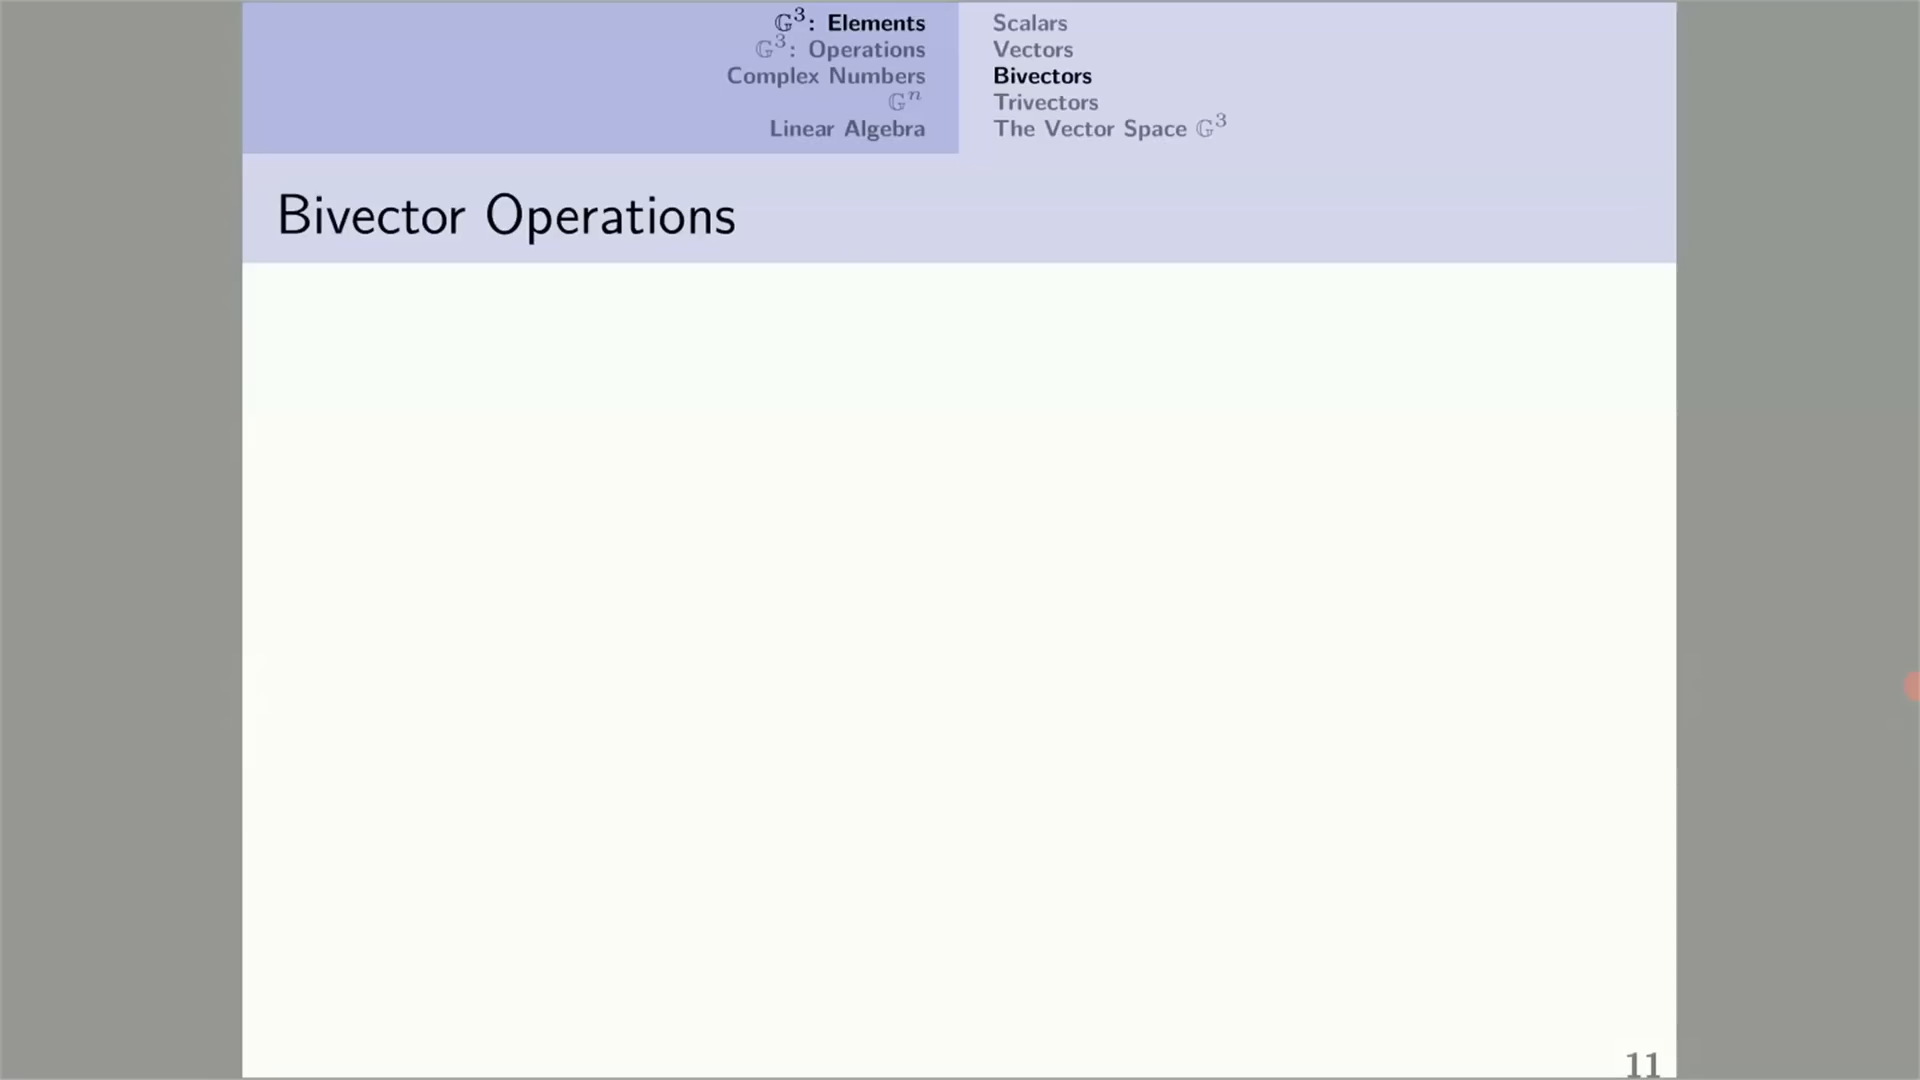 𝔾³: Elements
𝔾³: Operations
Complex Numbers
𝔾ⁿ
Linear Algebra
Scalars
Vectors
Bivectors
Trivectors
The Vector Space 𝔾³
Bivector Operations
11